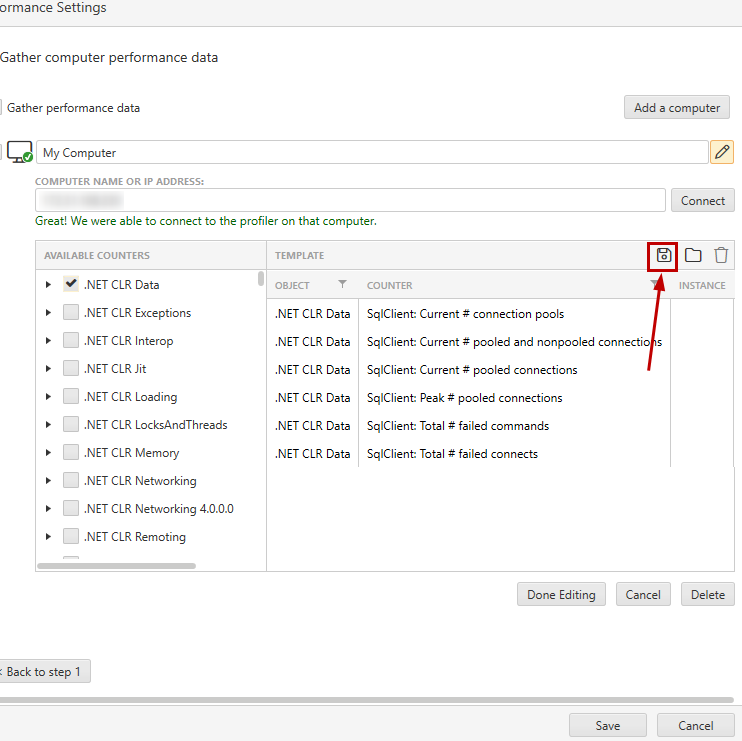 ormance Settings
Gather computer performance data
Gather performance data
Add a computer
My Computer
COMPUTER NAME OR IP ADDRESS:
Connect
Great! We were able to connect to the profiler on that computer.
AVAILABLE COUNTERS
TEMPLATE
OBJECT COUNTER INSTANCE
.NET CLR Data
.NET CLR Exceptions
.NET CLR Interop
.NET CLR Jit
.NET CLR Loading
.NET CLR LocksAndThreads
.NET CLR Memory
.NET CLR Networking
.NET CLR Networking 4.0.0.0
.NET CLR Remoting
.NET CLR Data SqlClient: Current # connection pools
.NET CLR Data SqlClient: Current # pooled and nonpooled connections
.NET CLR Data SqlClient: Current # pooled connections
.NET CLR Data SqlClient: Peak # pooled connections
.NET CLR Data SqlClient: Total # failed commands
.NET CLR Data SqlClient: Total # failed connects
Done Editing Cancel Delete
< Back to step 1
Save Cancel